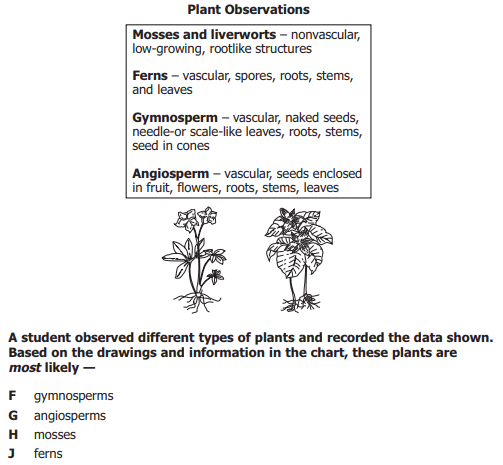 Plant Observations
Mosses and liverworts – nonvascular,
low-growing, rootlike structures
Ferns – vascular, spores, roots, stems,
and leaves
Gymnosperm – vascular, naked seeds,
needle-or scale-like leaves, roots, stems,
seed in cones
Angiosperm – vascular, seeds enclosed
in fruit, flowers, roots, stems, leaves
A student observed different types of plants and recorded the data shown.
Based on the drawings and information in the chart, these plants are
most likely —
F gymnosperms
G angiosperms
H mosses
J ferns